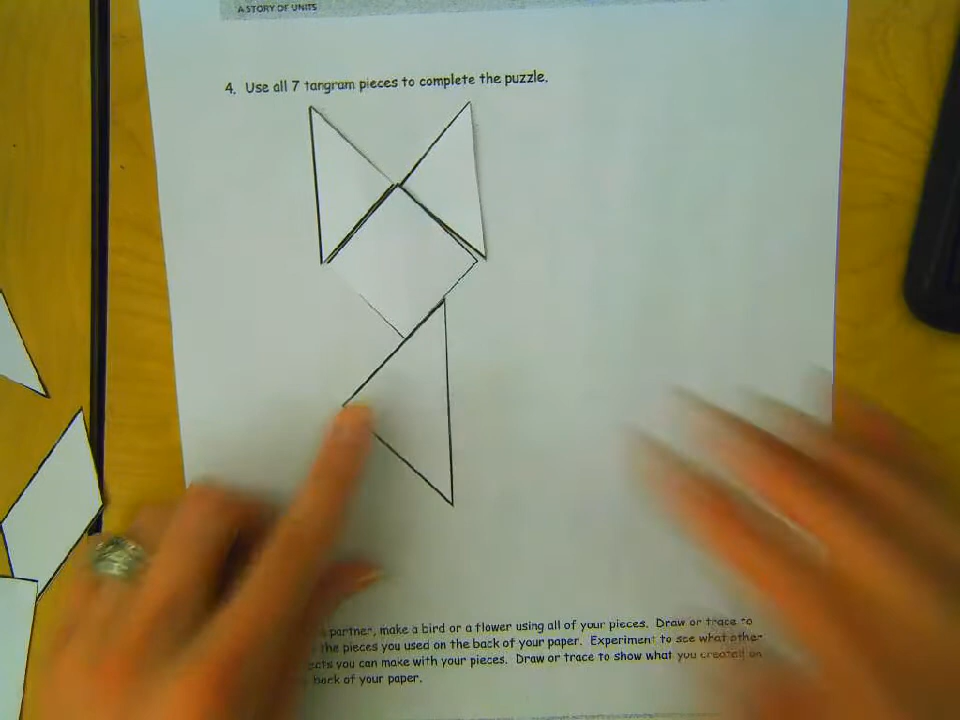 A STORY OF UNITS
4. Use all 7 tangram pieces to complete the puzzle.
partner, make a bird or a flower using all of your pieces. Draw or trace to
the pieces you used on the back of your paper. Experiment to see what other
you can make with your pieces. Draw or trace to show what you created on
back of your paper.